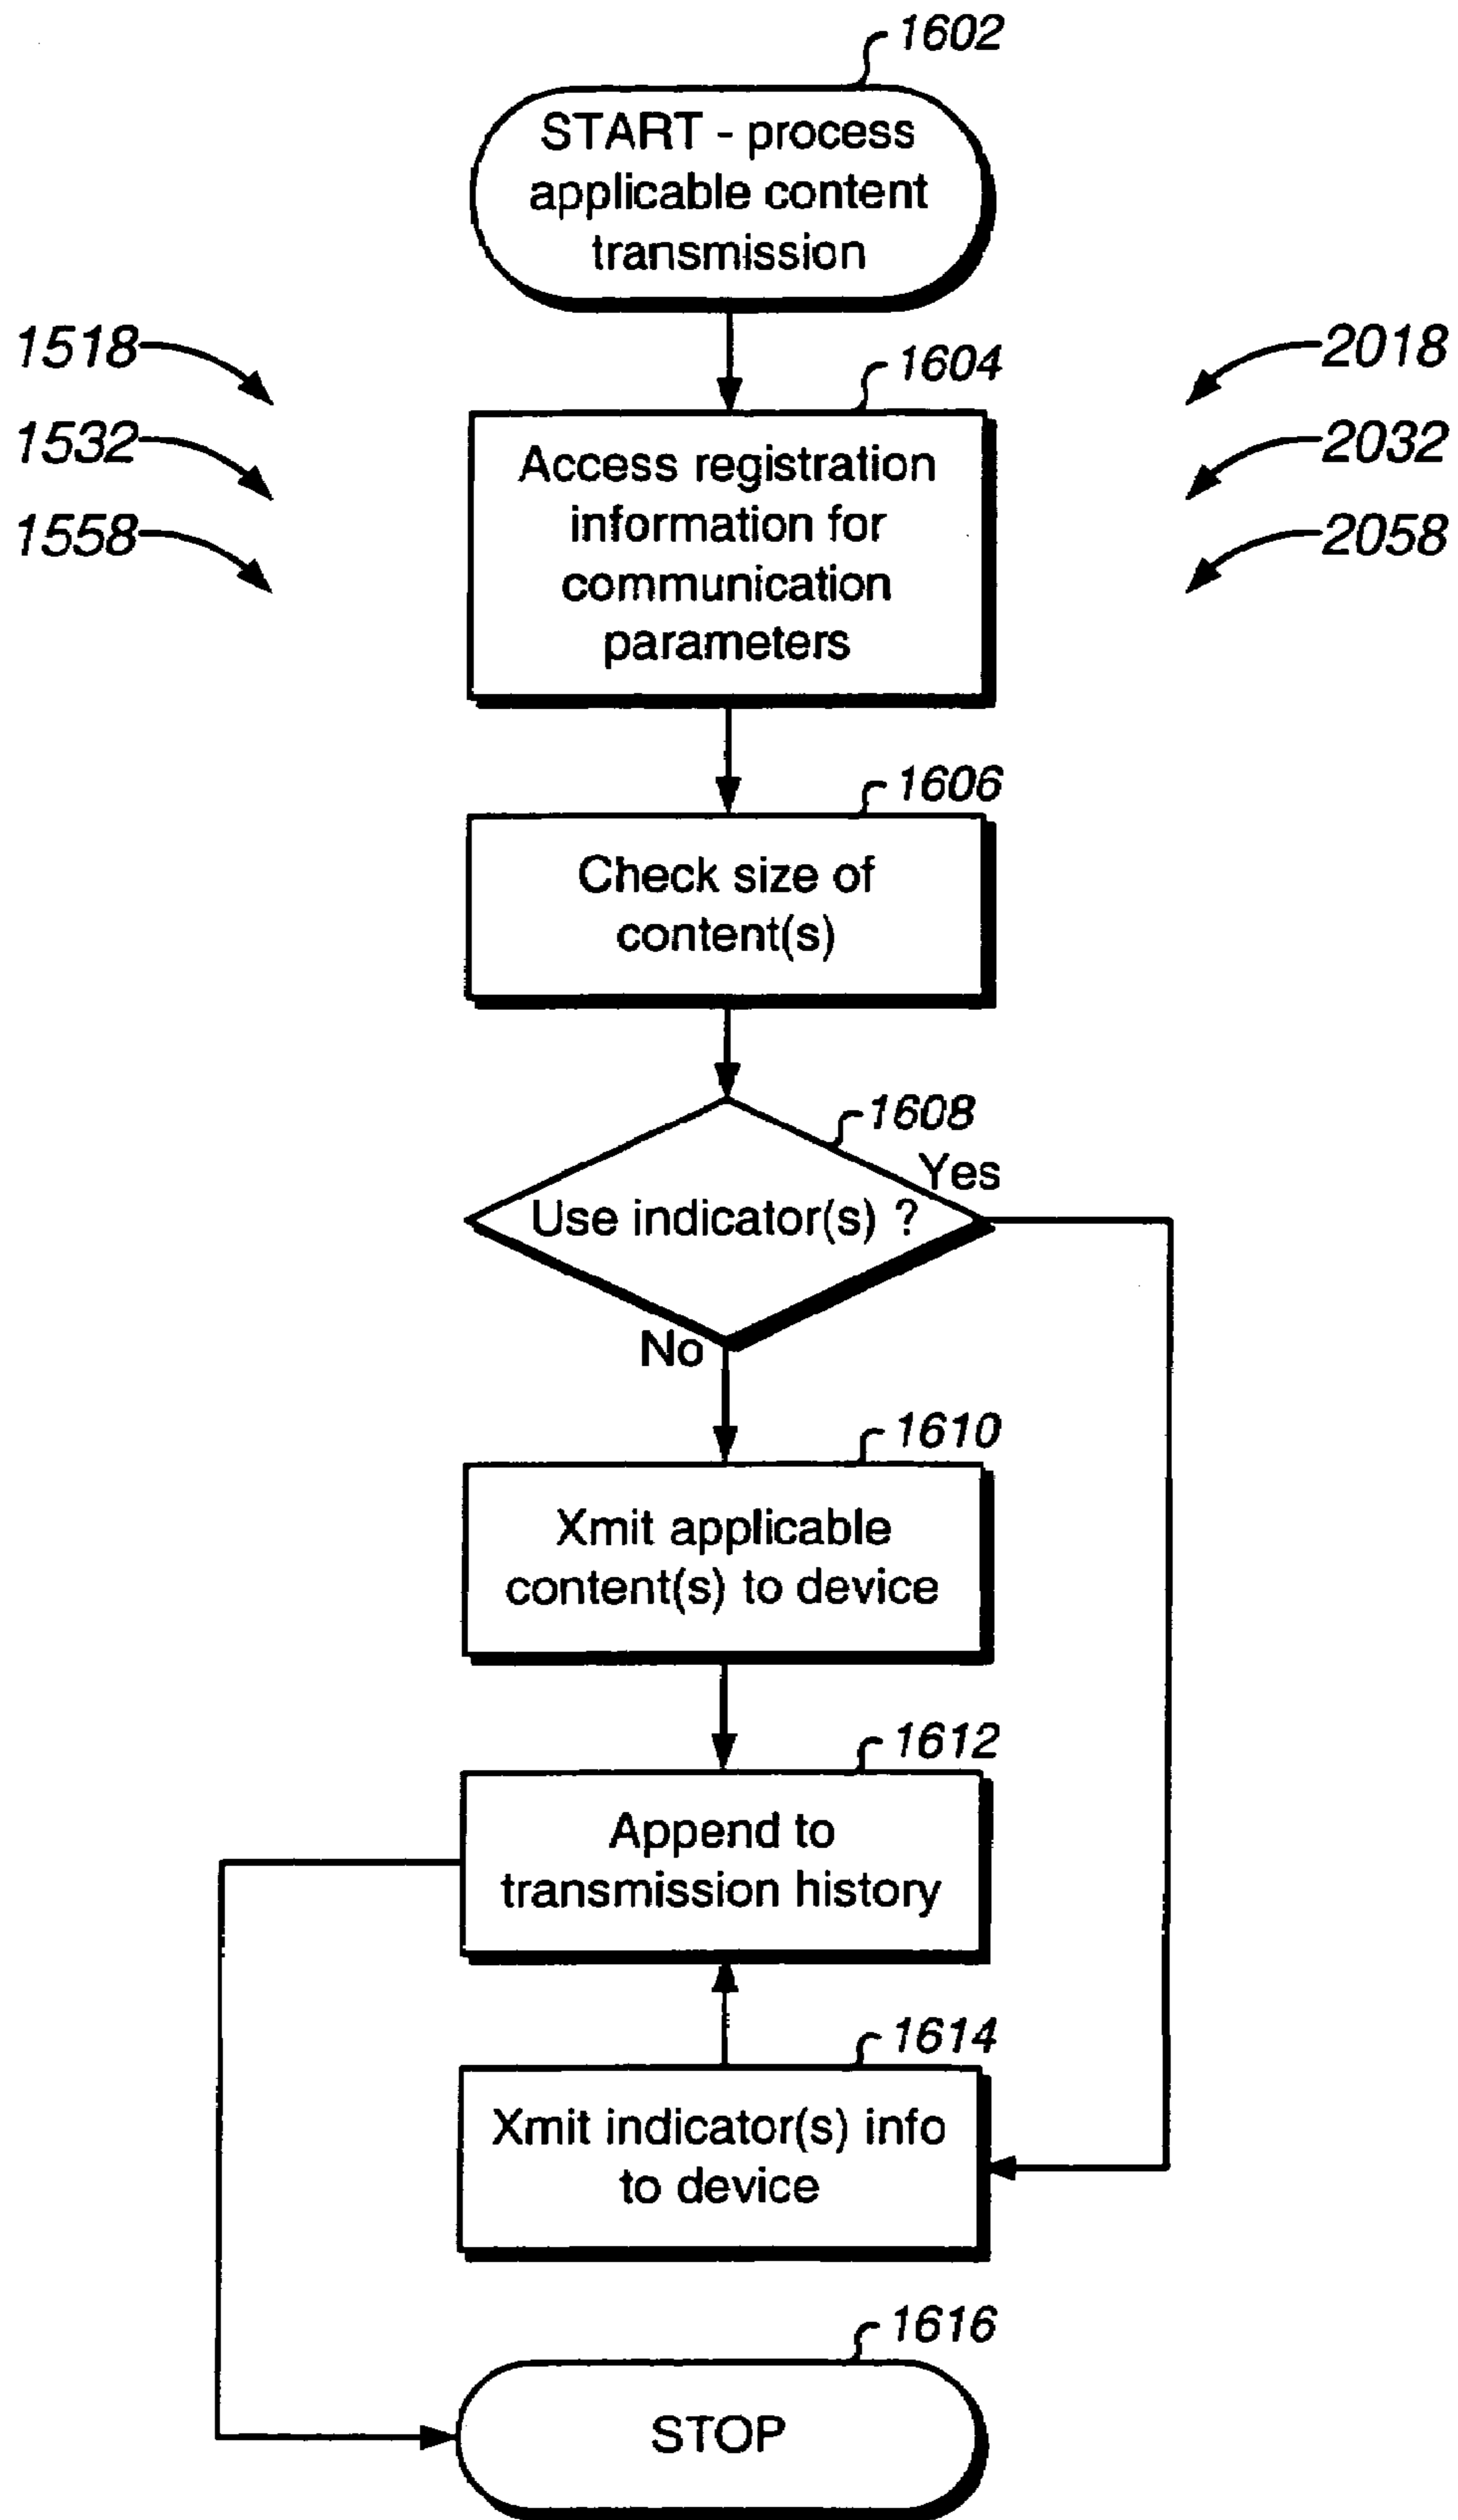 1602
START - process
applicable content
transmission
1518
1532
1558
2018
2032
2058
1604
Access registration
information for
communication
parameters
1606
Check size of
content(s)
1608
Use indicator(s) ?
Yes
No
1610
Xmit applicable
content(s) to device
1612
Append to
transmission history
1614
Xmit indicator(s) info
to device
1616
STOP